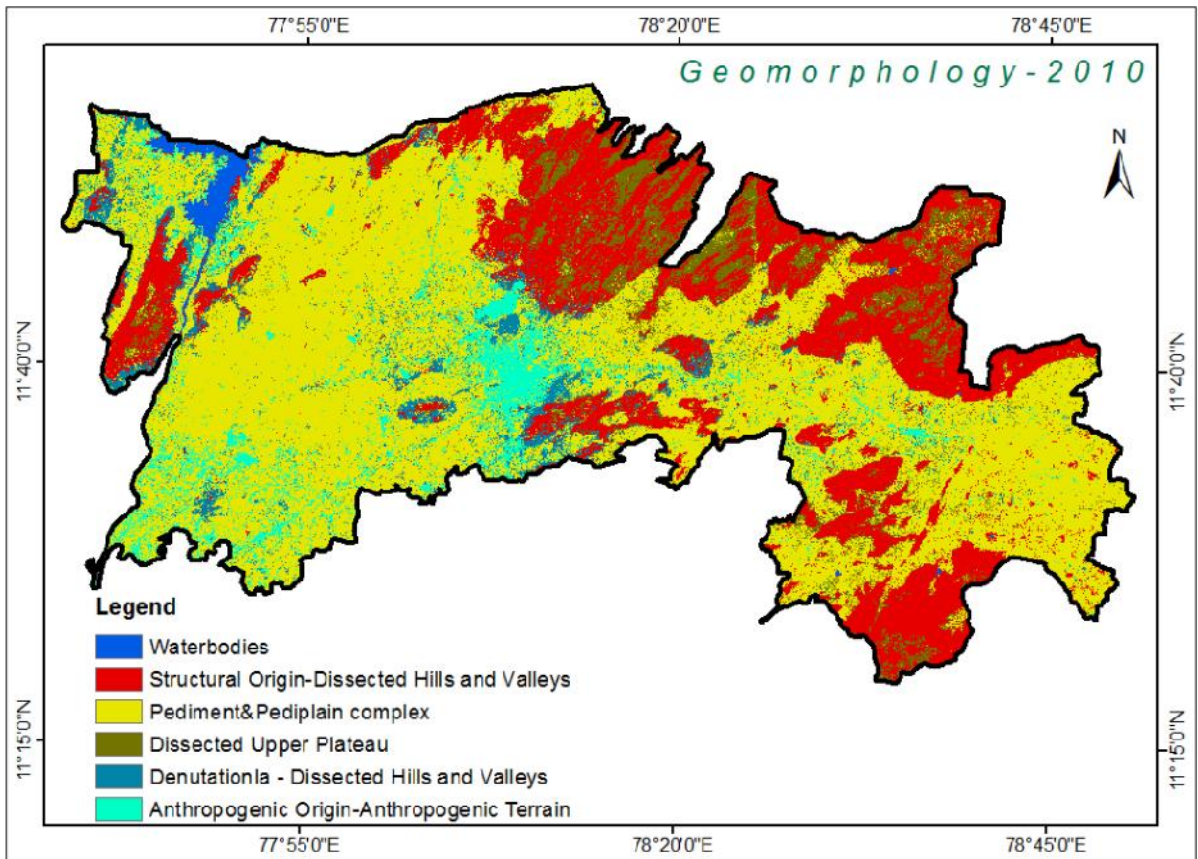 77°55'0"E 78°20'0"E 78°45'0"E
Geomorphology-2010
N
11°40'0"N 11°20'0"N
Legend
Waterbodies
Structural Origin-Dissected Hills and Valleys
Pediment&Pediplain complex
Dissected Upper Plateau
11°15'0"N 11°15'0"N
Denutationla - Dissected Hills and Valleys
Anthropogenic Origin-Anthropogenic Terrain
77°55'0"E 78°20'0"E 78°45'0"E